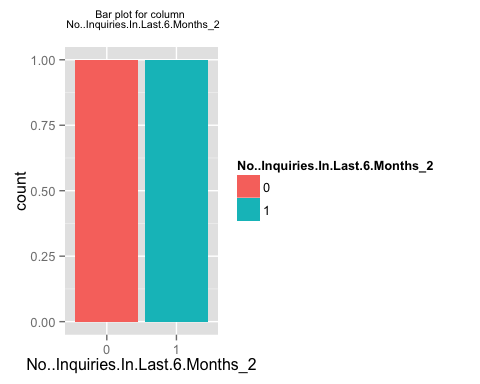 Bar plot for column
No..Inquiries.In.Last.6.Months_2
1.00
0.75
0.50
0.25
0.00
count
0
1
No..Inquiries.In.Last.6.Months_2
No..Inquiries.In.Last.6.Months_2
0
1